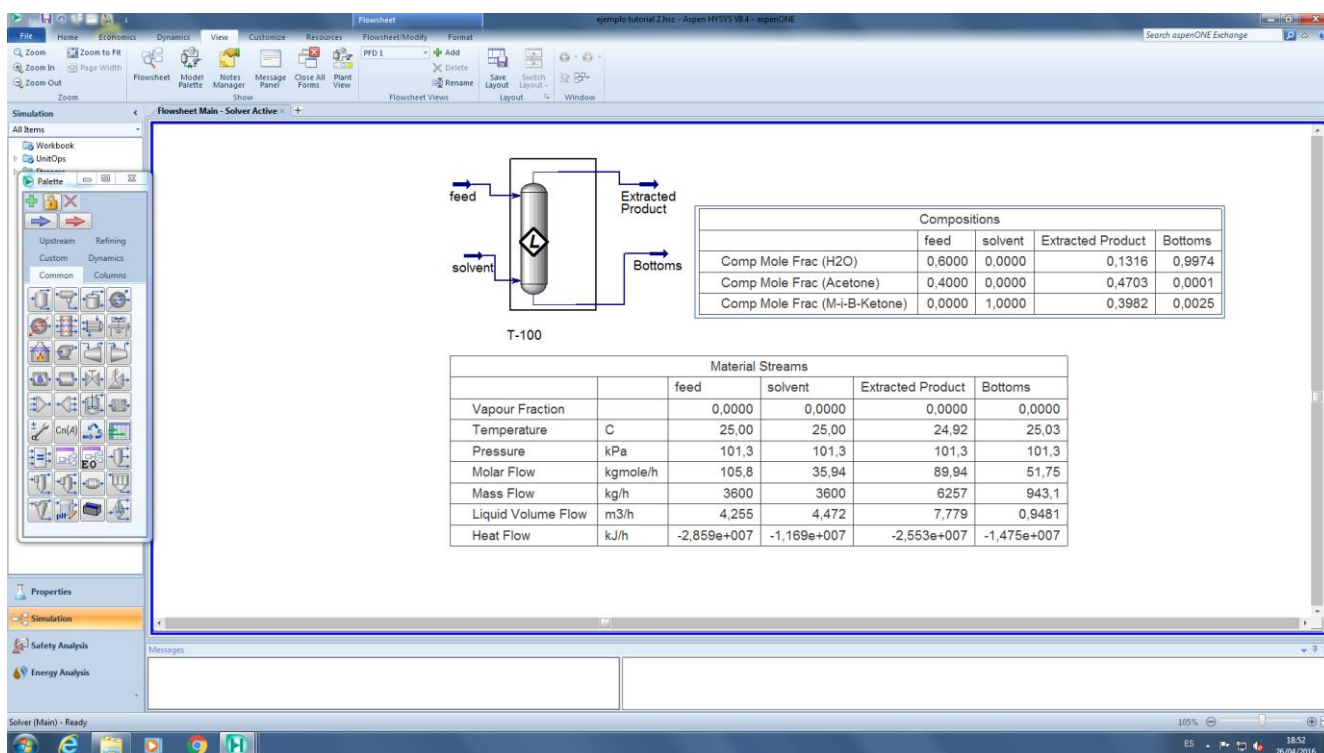 Flowsheet
ejemplo tutorial 2.hsc - Aspen HYSYS V8.4 - aspenONE
File Home Economics Dynamics View Customize Resources Flowsheet/Modify Format
Search aspenONE Exchange
Zoom Zoom to Fit
Zoom In Page Width
Zoom Out
Zoom
Flowsheet Model Palette Notes Manager Message Panel Close All Forms Plant View
Show
PFD 1 Add
Delete
Rename
Flowsheet Views
Save Layout Switch Layout
Layout
Window
Simulation
Flowsheet Main - Solver Active
All Items
Workbook
UnitOps
Palette
Upstream Refining
Custom Dynamics
Common Columns
Cn(A)
EO
pH
feed
Extracted Product
L
solvent
Bottoms
T-100
Compositions
feed solvent Extracted Product Bottoms
Comp Mole Frac (H2O) 0,6000 0,0000 0,1316 0,9974
Comp Mole Frac (Acetone) 0,4000 0,0000 0,4703 0,0001
Comp Mole Frac (M-i-B-Ketone) 0,0000 1,0000 0,3982 0,0025
Material Streams
feed solvent Extracted Product Bottoms
Vapour Fraction 0,0000 0,0000 0,0000 0,0000
Temperature C 25,00 25,00 24,92 25,03
Pressure kPa 101,3 101,3 101,3 101,3
Molar Flow kgmole/h 105,8 35,94 89,94 51,75
Mass Flow kg/h 3600 3600 6257 943,1
Liquid Volume Flow m3/h 4,255 4,472 7,779 0,9481
Heat Flow kJ/h -2,859e+007 -1,169e+007 -2,553e+007 -1,475e+007
Properties
Simulation
Safety Analysis
Energy Analysis
Messages
Solver (Main) - Ready
105%
ES
18:52
26/04/2016